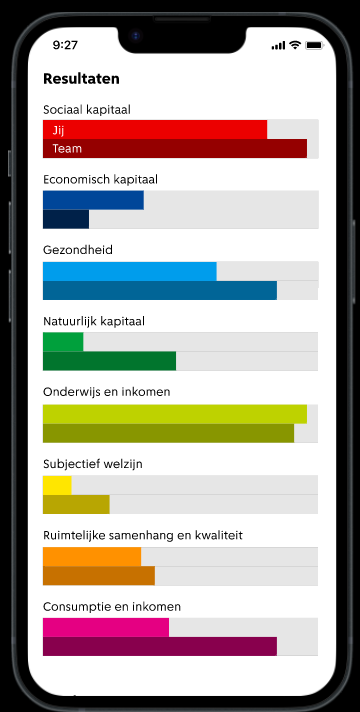 9:27
Resultaten
Sociaal kapitaal
Jij
Team
Economisch kapitaal
Gezondheid
Natuurlijk kapitaal
Onderwijs en inkomen
Subjectief welzijn
Ruimtelijke samenhang en kwaliteit
Consumptie en inkomen